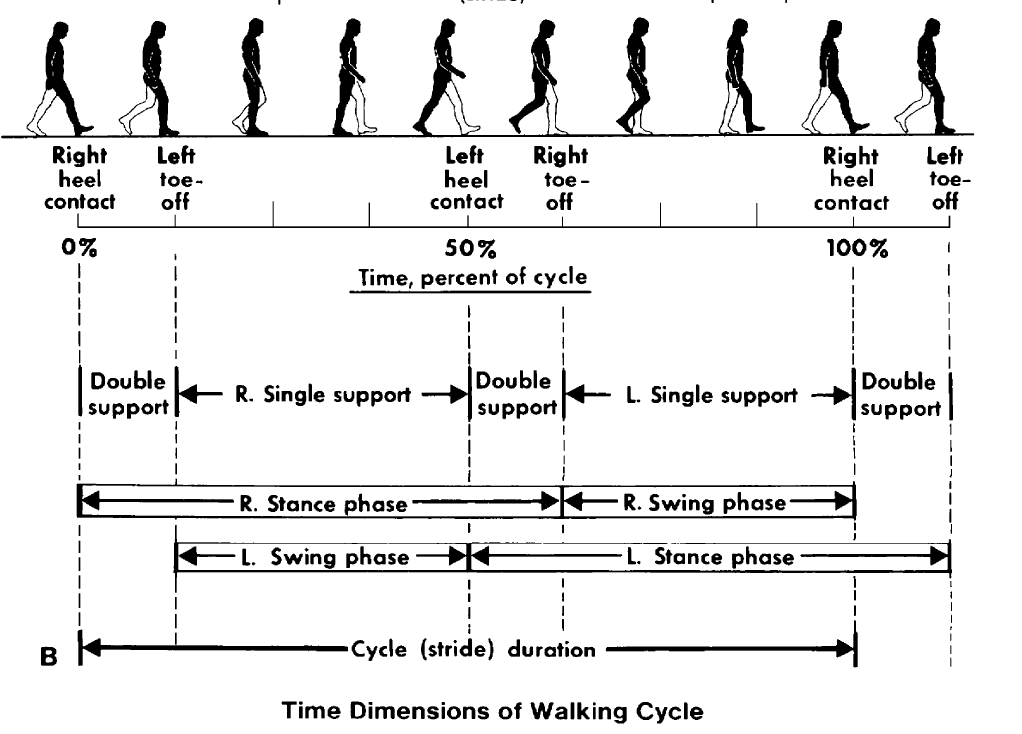 Right
heel
contact
Left
toe-
off
Left
heel
contact
Right
toe-
off
Right
heel
contact
Left
toe-
off
0%
50%
100%
Time, percent of cycle
Double
support
R. Single support
Double
support
L. Single support
Double
support
R. Stance phase
R. Swing phase
L. Swing phase
L. Stance phase
B
Cycle (stride) duration
Time Dimensions of Walking Cycle